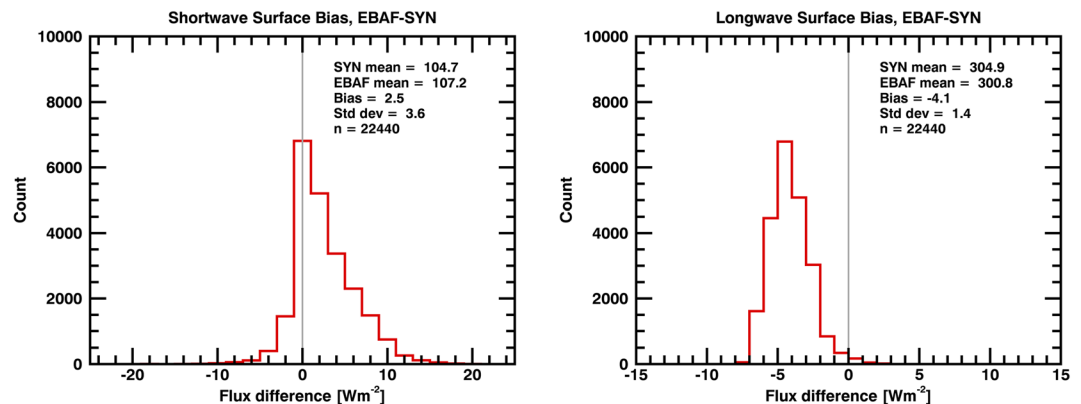 Shortwave Surface Bias, EBAF-SYN
10000
8000
6000
4000
2000
0
Count
SYN mean = 104.7
EBAF mean = 107.2
Bias = 2.5
Std dev = 3.6
n = 22440
-20
-10
0
10
20
Flux difference [Wm⁻²]
Longwave Surface Bias, EBAF-SYN
10000
8000
6000
4000
2000
0
Count
SYN mean = 304.9
EBAF mean = 300.8
Bias = -4.1
Std dev = 1.4
n = 22440
-15
-10
-5
0
5
10
15
Flux difference [Wm⁻²]